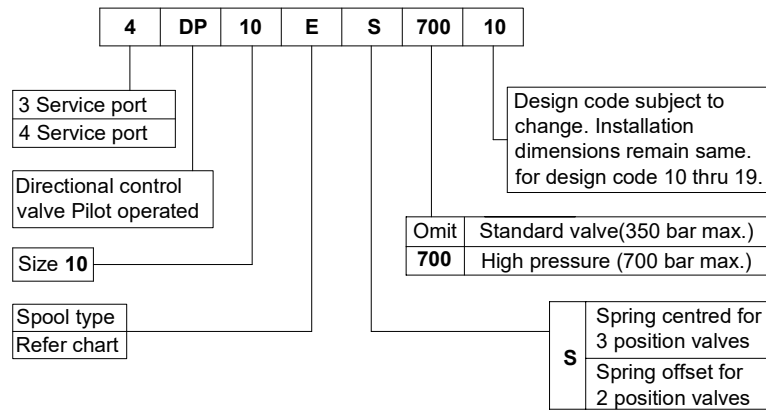 4 DP 10 E S 700 10
3 Service port
4 Service port
Directional control
valve Pilot operated
Size 10
Spool type
Refer chart
Design code subject to
change. Installation
dimensions remain same.
for design code 10 thru 19.
Omit Standard valve(350 bar max.)
700 High pressure (700 bar max.)
S
Spring centred for
3 position valves
Spring offset for
2 position valves